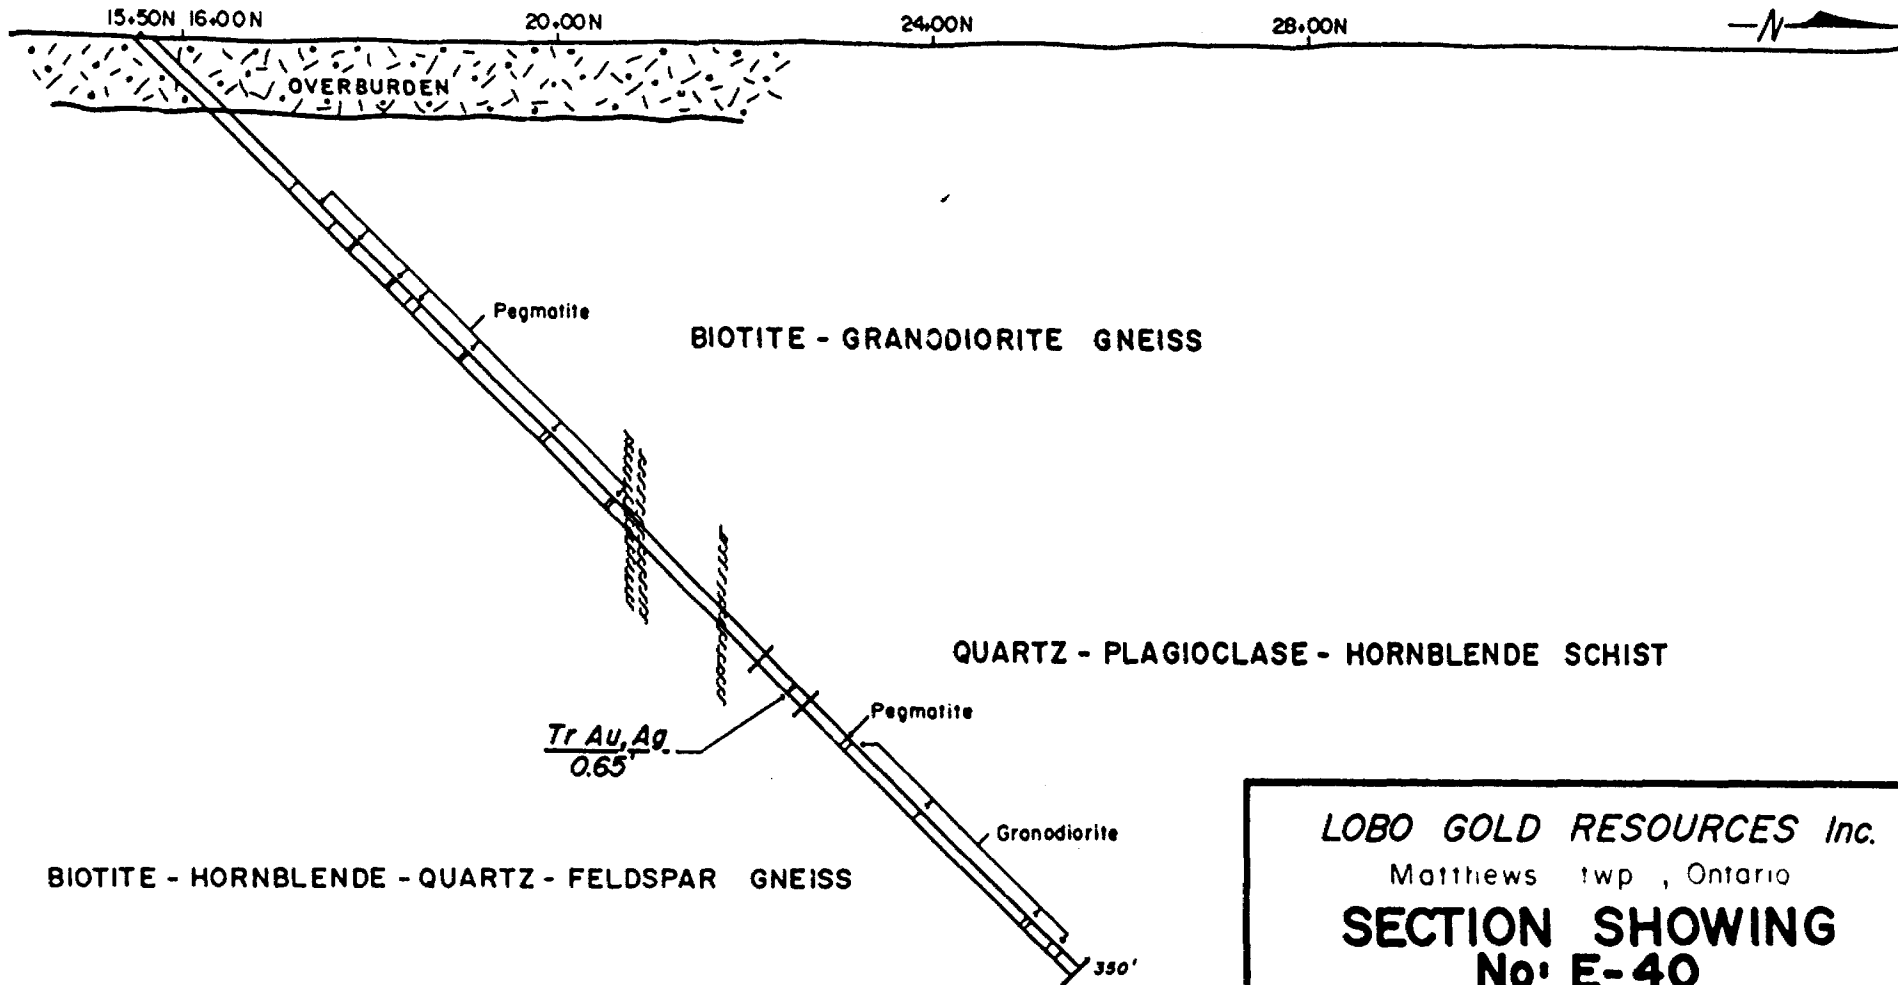 15+50N 16+00N 20+00N 24+00N 28+00N N
OVERBURDEN
Pegmatite
BIOTITE - GRANODIORITE GNEISS
QUARTZ - PLAGIOCLASE - HORNBLENDE SCHIST
Pegmatite
Tr Au, Ag
0.65'
Granodiorite
BIOTITE - HORNBLENDE - QUARTZ - FELDSPAR GNEISS
350'
LOBO GOLD RESOURCES Inc.
Matthews twp , Ontario
SECTION SHOWING
No: E-40